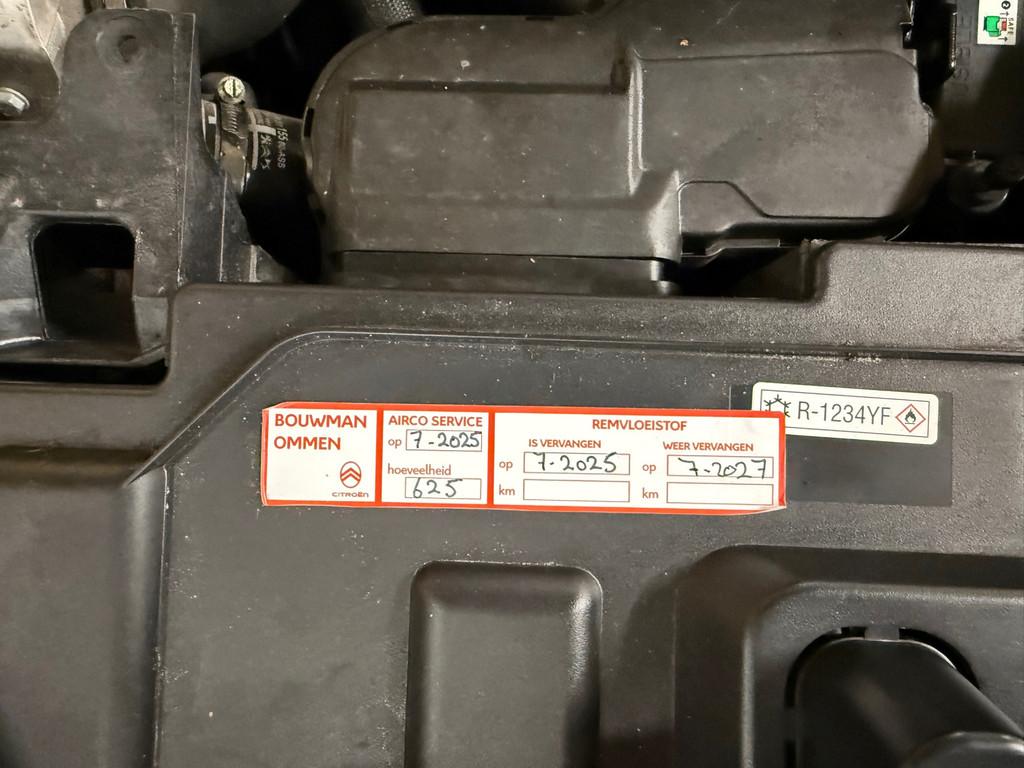 SAFE
BOUWMAN
OMMEN
CITROËN
AIRCO SERVICE
op 7-2025
hoeveelheid
625
REMVLOEISTOF
IS VERVANGEN
op 7-2025
km
WEER VERVANGEN
op 7-2027
km
R-1234YF